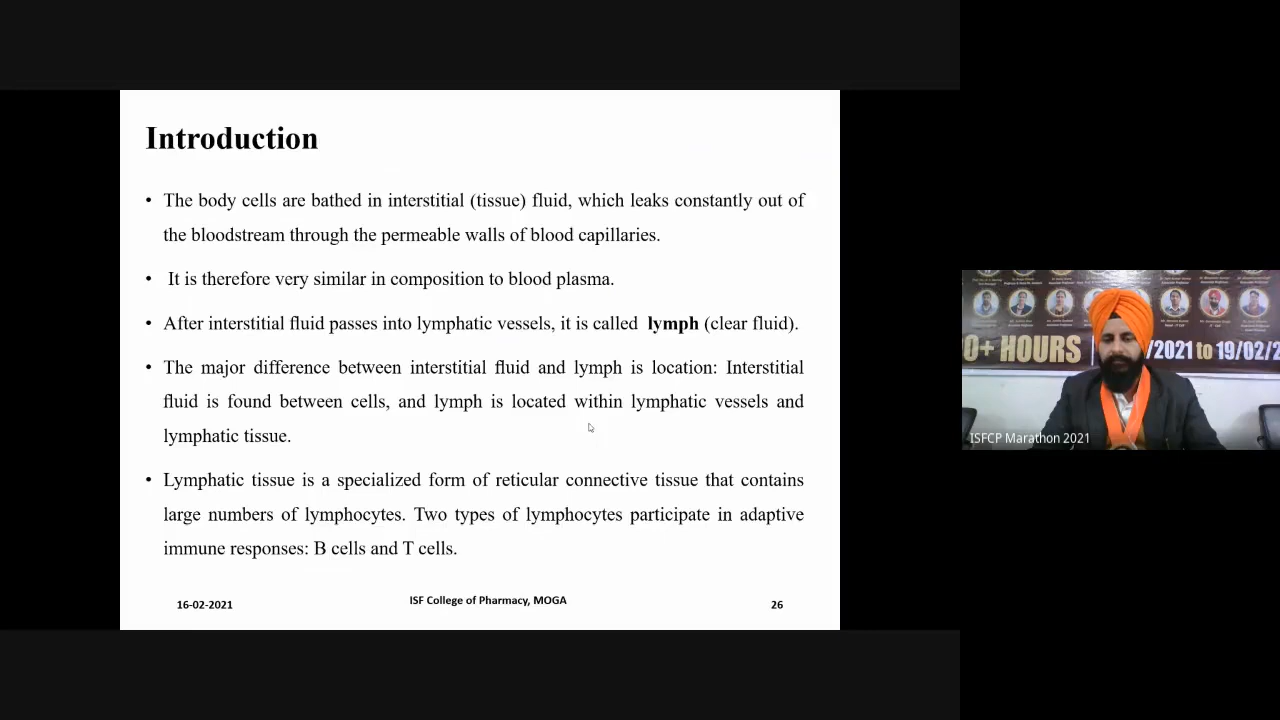 Introduction
• The body cells are bathed in interstitial (tissue) fluid, which leaks constantly out of
the bloodstream through the permeable walls of blood capillaries.
• It is therefore very similar in composition to blood plasma.
• After interstitial fluid passes into lymphatic vessels, it is called lymph (clear fluid).
• The major difference between interstitial fluid and lymph is location: Interstitial
fluid is found between cells, and lymph is located within lymphatic vessels and
lymphatic tissue.
• Lymphatic tissue is a specialized form of reticular connective tissue that contains
large numbers of lymphocytes. Two types of lymphocytes participate in adaptive
immune responses: B cells and T cells.
16-02-2021
ISF College of Pharmacy, MOGA
26
0+ HOURS
/2021 to 19/02/2
ISFCP Marathon 2021